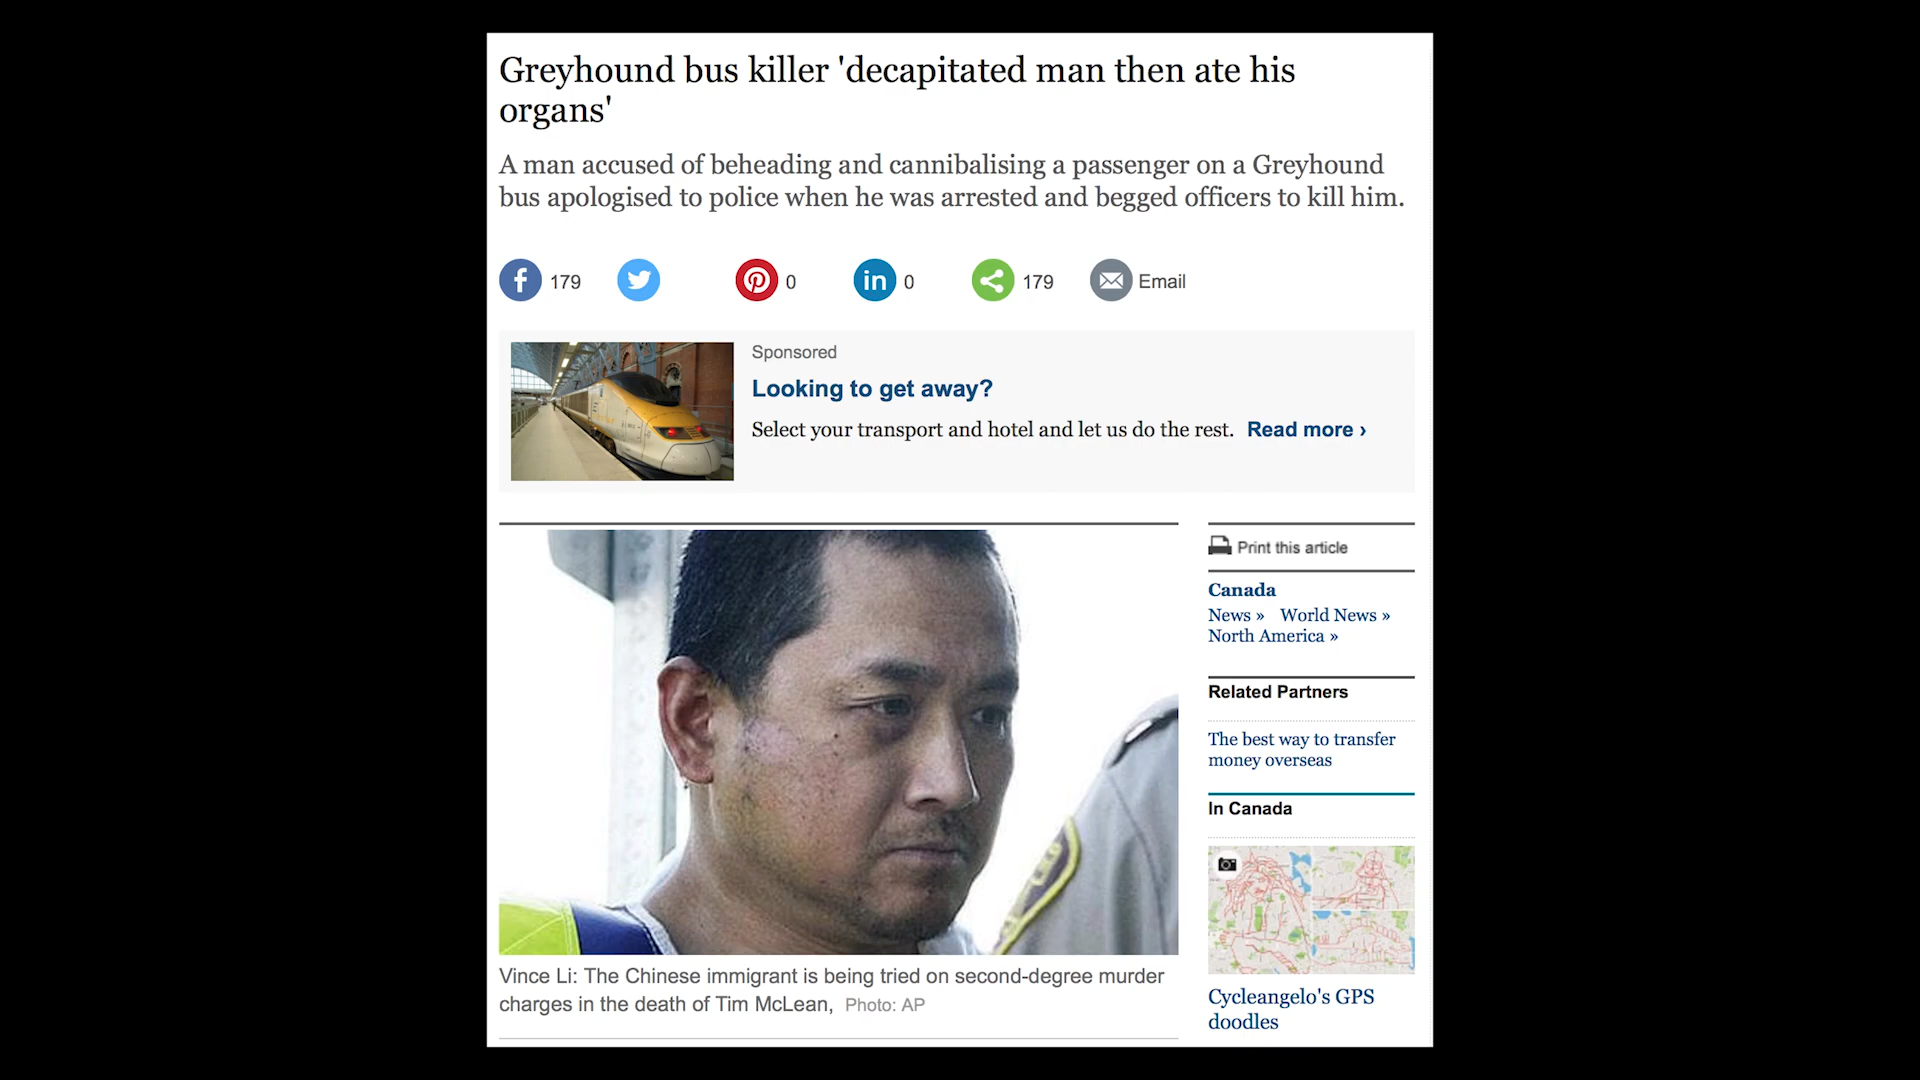 Greyhound bus killer 'decapitated man then ate his
organs'
A man accused of beheading and cannibalising a passenger on a Greyhound
bus apologised to police when he was arrested and begged officers to kill him.
179
0
in 0
179
Email
Sponsored
Looking to get away?
Select your transport and hotel and let us do the rest. Read more ›
Print this article
Canada
News » World News »
North America »
Related Partners
The best way to transfer
money overseas
In Canada
Cycleangelo's GPS
doodles
Vince Li: The Chinese immigrant is being tried on second-degree murder
charges in the death of Tim McLean, Photo: AP